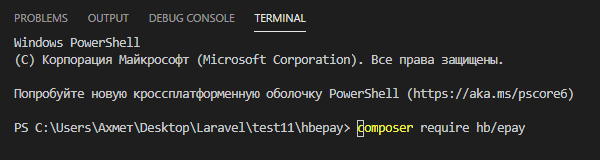 PROBLEMS OUTPUT DEBUG CONSOLE TERMINAL
Windows PowerShell
(C) Корпорация Майкрософт (Microsoft Corporation). Все права защищены.
Попробуйте новую кроссплатформенную оболочку PowerShell (https://aka.ms/pscore6)
PS C:\Users\Ахмет\Desktop\Laravel\test11\hbepay> composer require hb/epay